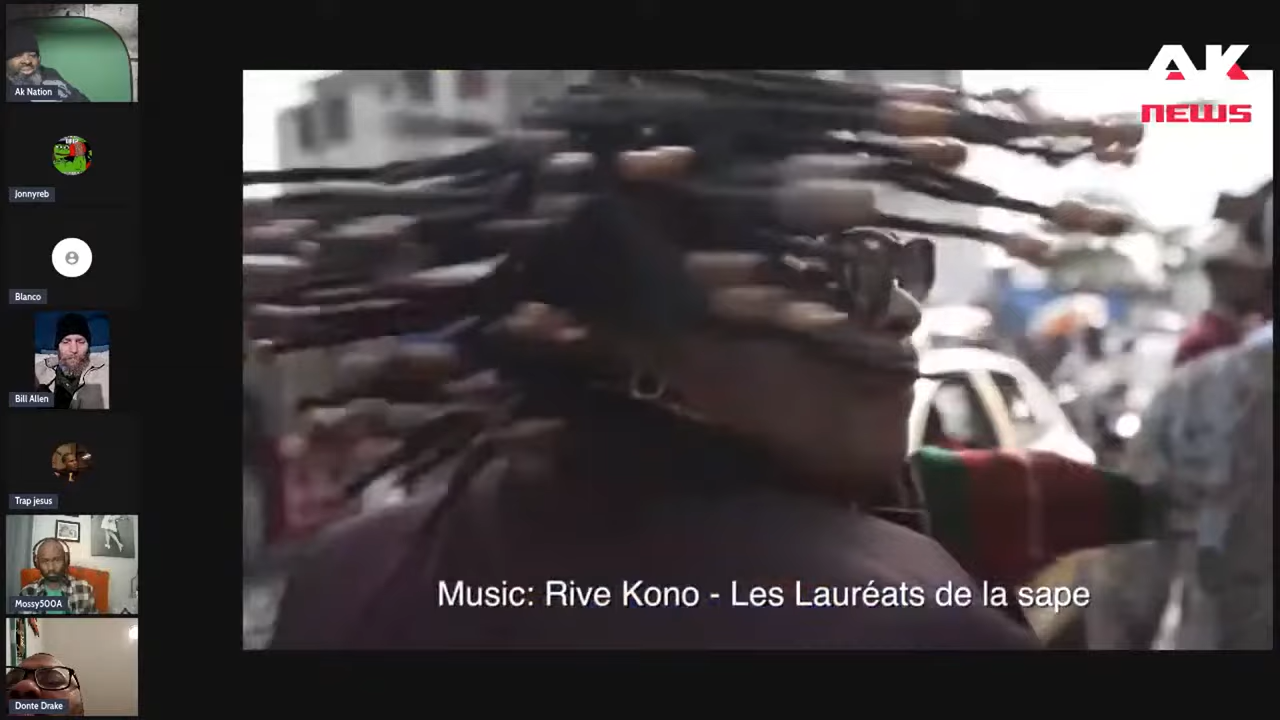 Ak Nation
AK
NEWS
Jonnyreb
Blanco
Bill Allen
Trap jesus
Mossy500A
Donte Drake
Music: Rive Kono - Les Lauréats de la sape